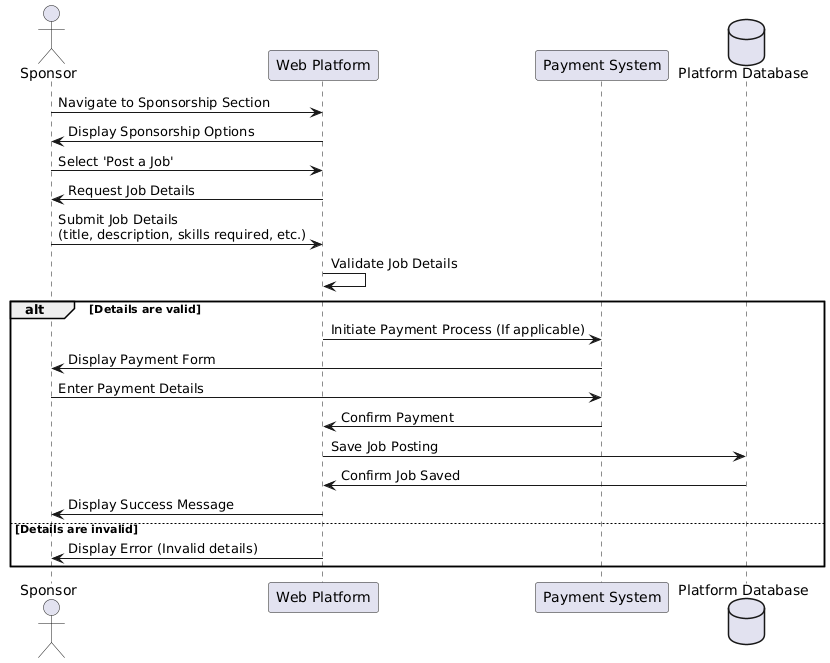 Sponsor
Web Platform
Payment System
Platform Database
Navigate to Sponsorship Section
Display Sponsorship Options
Select 'Post a Job'
Request Job Details
Submit Job Details
(title, description, skills required, etc.)
Validate Job Details
alt [Details are valid]
Initiate Payment Process (If applicable)
Display Payment Form
Enter Payment Details
Confirm Payment
Save Job Posting
Confirm Job Saved
Display Success Message
[Details are invalid]
Display Error (Invalid details)
Sponsor
Web Platform
Payment System
Platform Database